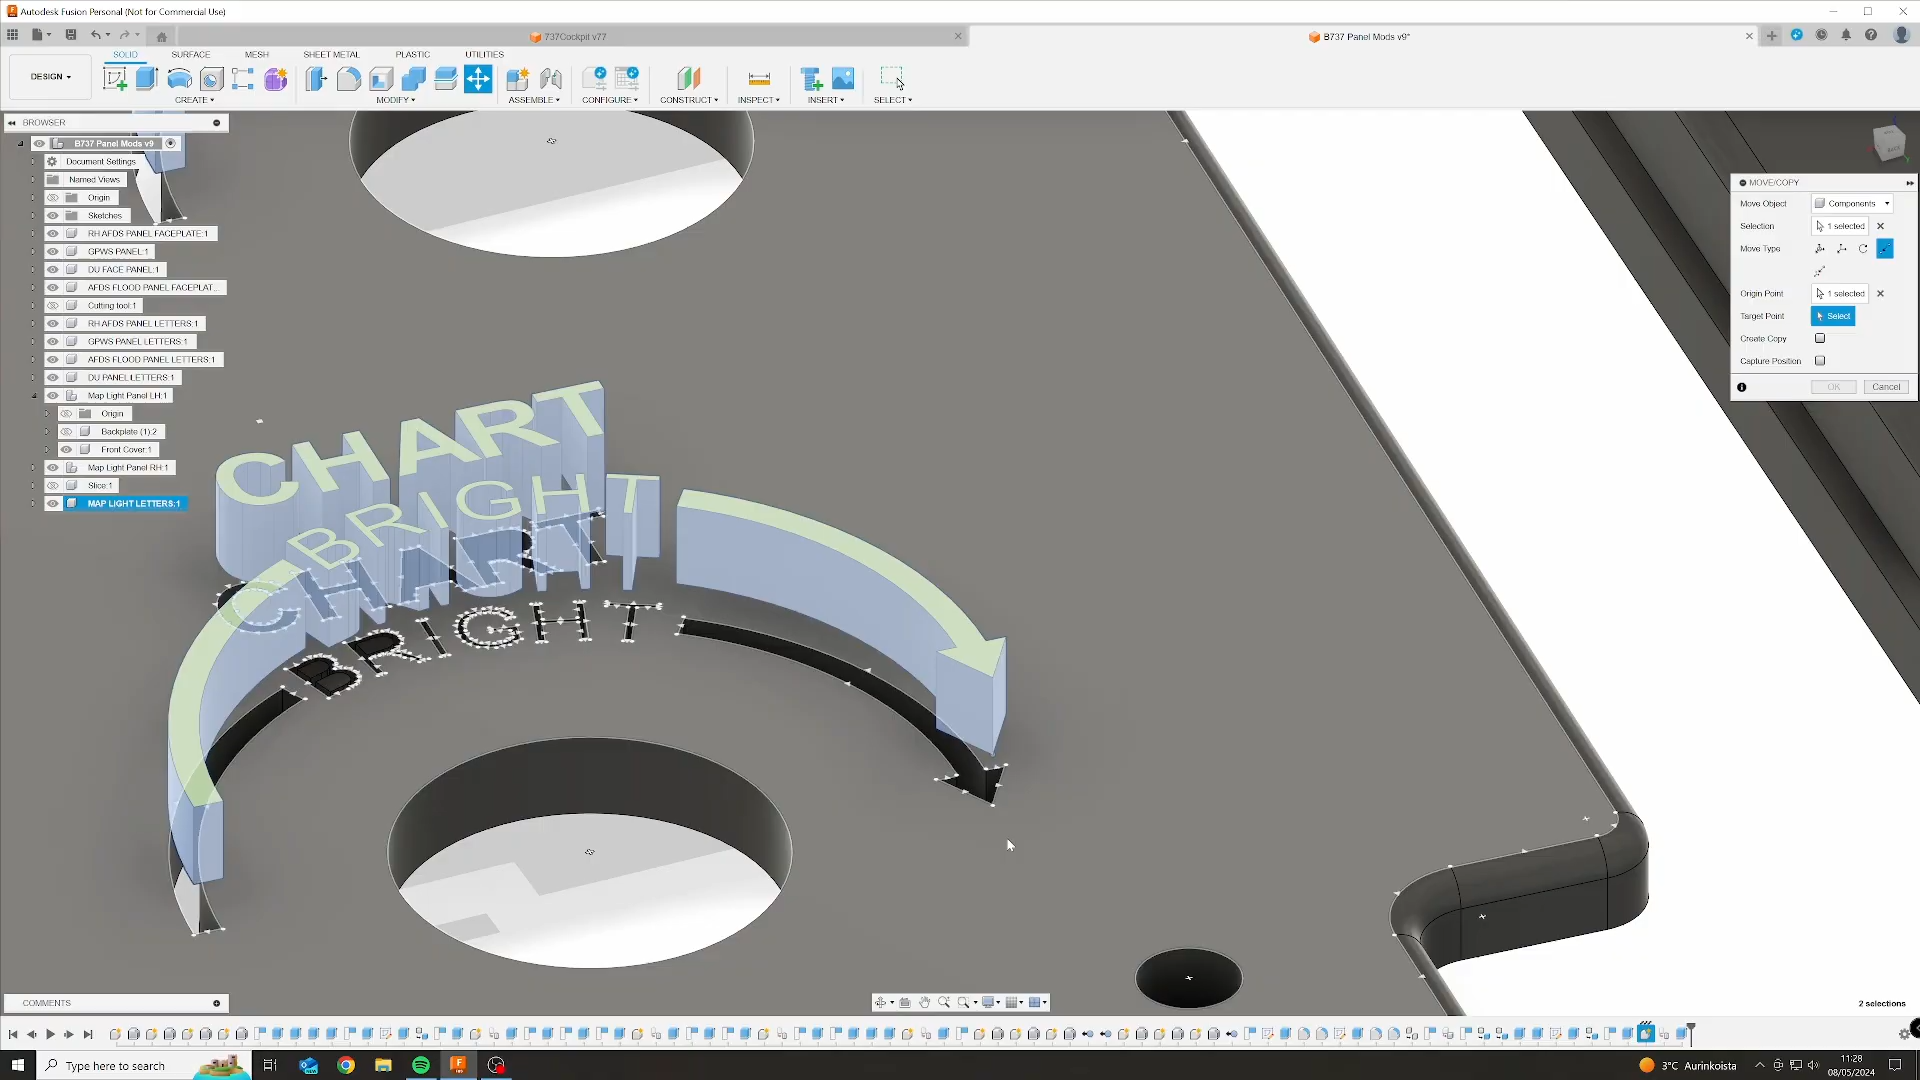 Autodesk Fusion Personal (Not for Commercial Use)
737Cockpit v77
B737 Panel Mods v9*
SOLID SURFACE MESH SHEET METAL PLASTIC UTILITIES
DESIGN
CREATE MODIFY ASSEMBLE CONFIGURE CONSTRUCT INSPECT INSERT SELECT
BROWSER
B737 Panel Mods v9
Document Settings
Named Views
Origin
Sketches
RH AFDS PANEL FACEPLATE:1
GPWS PANEL:1
DU FACE PANEL:1
AFDS FLOOD PANEL FACEPLAT...
Cutting tool:1
RH AFDS PANEL LETTERS:1
GPWS PANEL LETTERS:1
AFDS FLOOD PANEL LETTERS:1
DU PANEL LETTERS:1
Map Light Panel LH:1
Origin
Backplate (1):2
Front Cover:1
Map Light Panel RH:1
Slice:1
MAP LIGHT LETTERS:1
CHART
BRIGHT
CHART
BRIGHT
MOVE/COPY
Move Object Components
Selection 1 selected
Move Type
Origin Point 1 selected
Target Point Select
Create Copy
Capture Position
OK Cancel
COMMENTS
2 selections
Type here to search
3°C Aurinkoista
11:28
08/05/2024